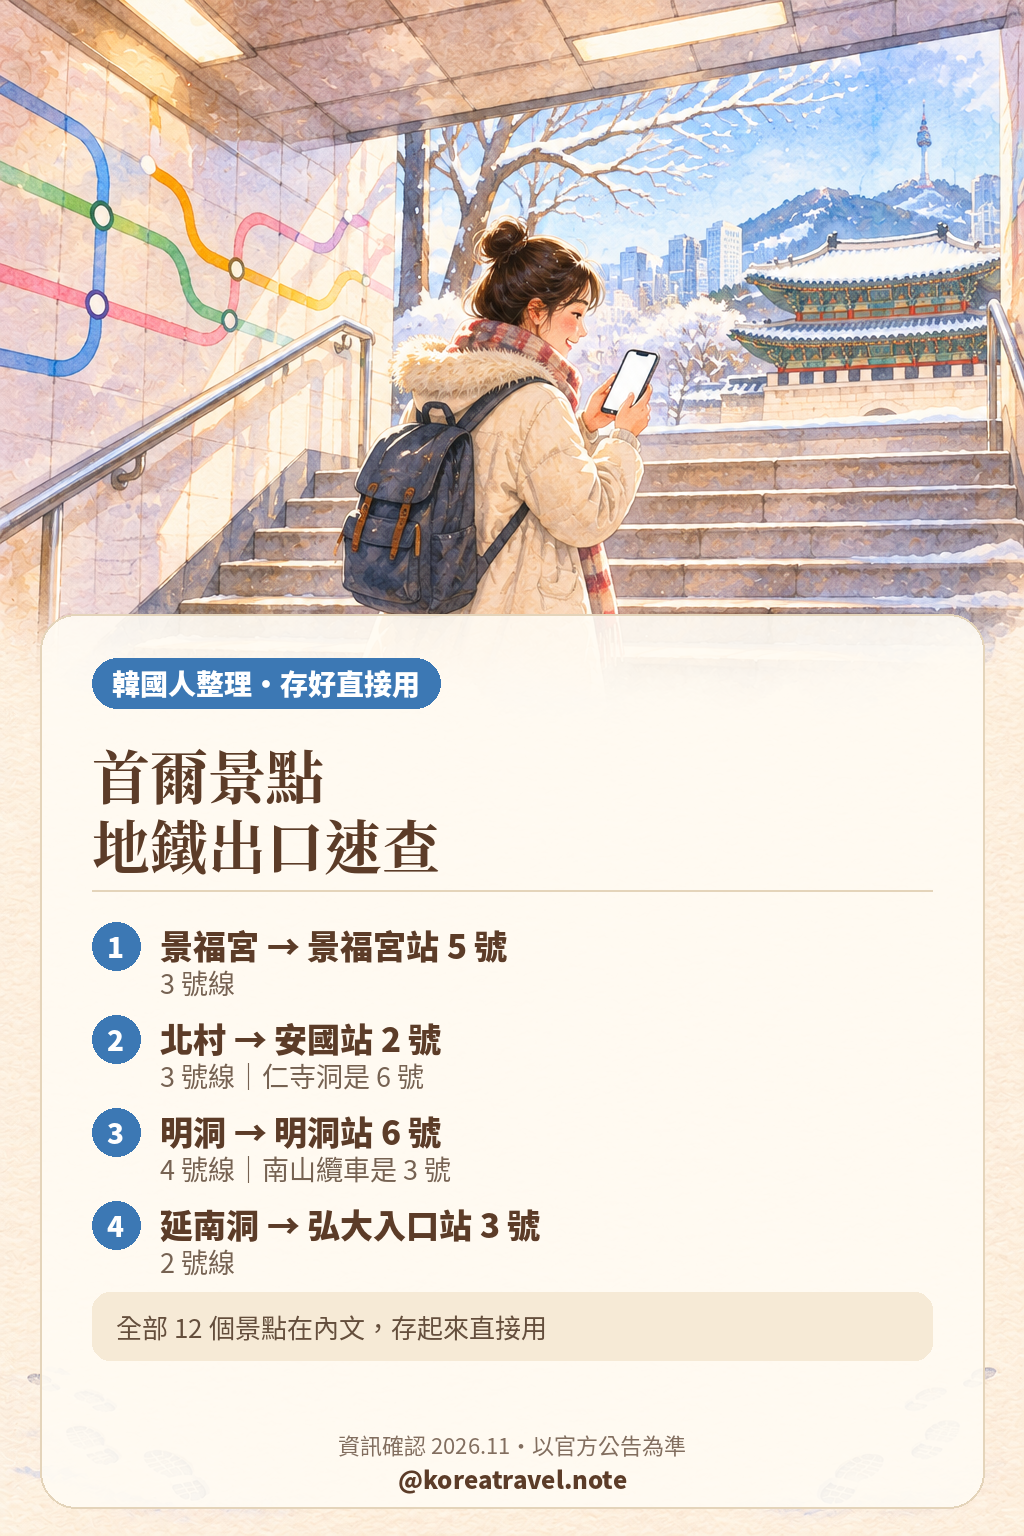 韓國人整理・存好直接用
首爾景點
地鐵出口速查
1 景福宮 → 景福宮站 5 號
3 號線
2 北村 → 安國站 2 號
3 號線｜仁寺洞是 6 號
3 明洞 → 明洞站 6 號
4 號線｜南山纜車是 3 號
4 延南洞 → 弘大入口站 3 號
2 號線
全部 12 個景點在內文，存起來直接用
資訊確認 2026.11・以官方公告為準
@koreatravel.note